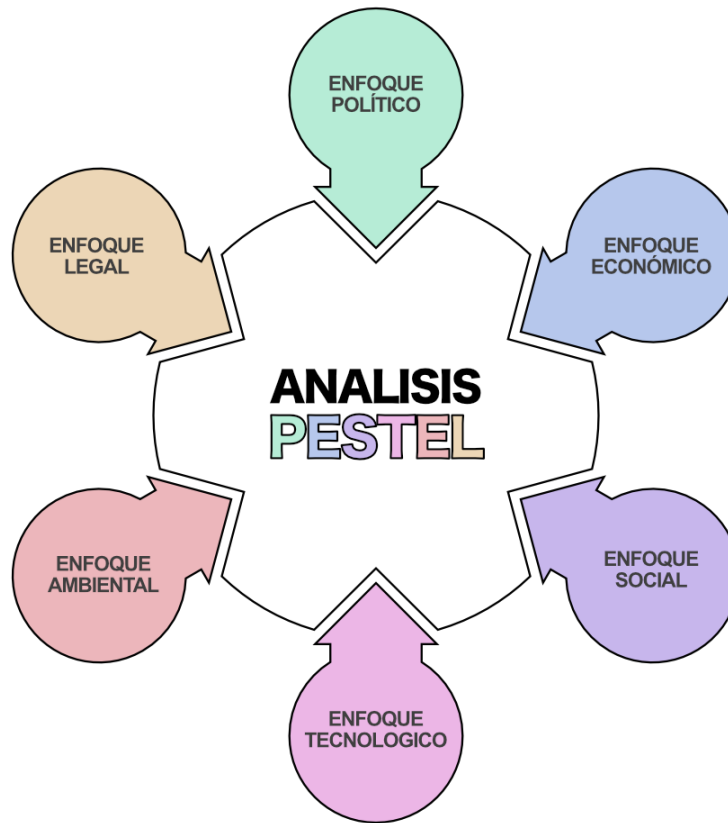 ENFOQUE
POLÍTICO
ENFOQUE
LEGAL
ENFOQUE
ECONÓMICO
ANALISIS
PESTEL
ENFOQUE
AMBIENTAL
ENFOQUE
SOCIAL
ENFOQUE
TECNOLOGICO